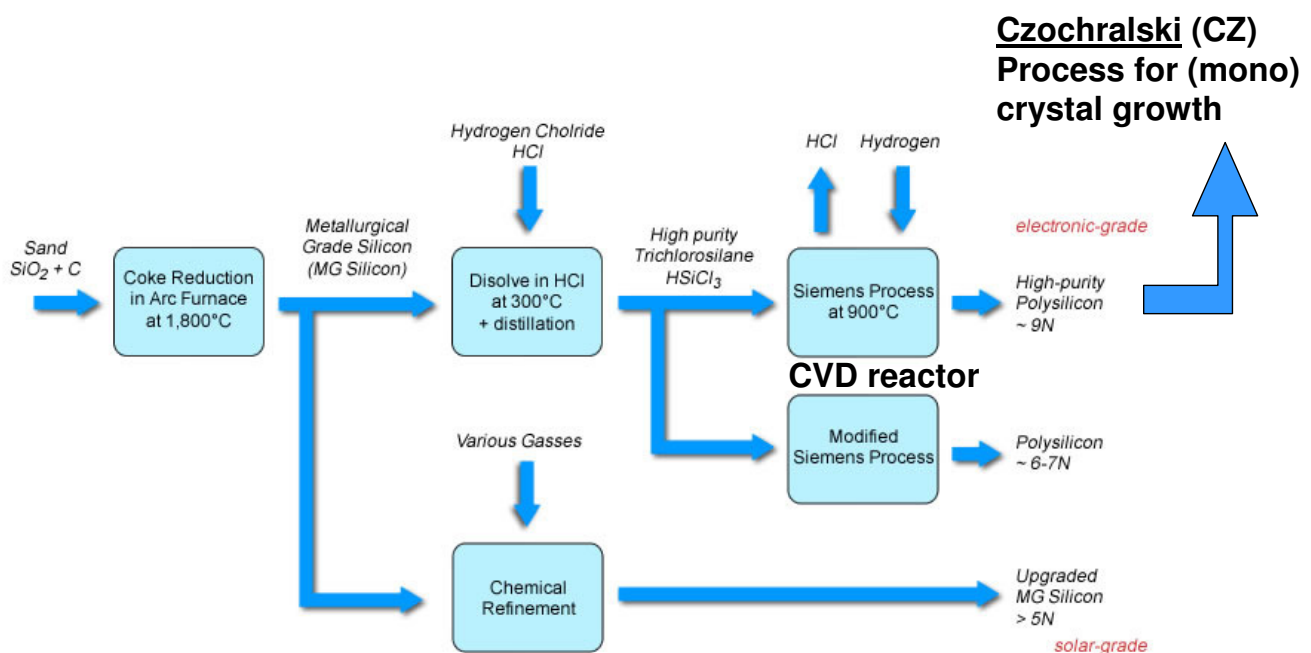 Czochralski (CZ)
Process for (mono)
crystal growth
Hydrogen Cholride
HCl
HCl
Hydrogen
Sand
SiO₂ + C
Coke Reduction
in Arc Furnace
at 1,800°C
Metallurgical
Grade Silicon
(MG Silicon)
Disolve in HCl
at 300°C
+ distillation
High purity
Trichlorosilane
HSiCl₃
Siemens Process
at 900°C
electronic-grade
High-purity
Polysilicon
~ 9N
CVD reactor
Modified
Siemens Process
Polysilicon
~ 6-7N
Various Gasses
Chemical
Refinement
Upgraded
MG Silicon
> 5N
solar-grade